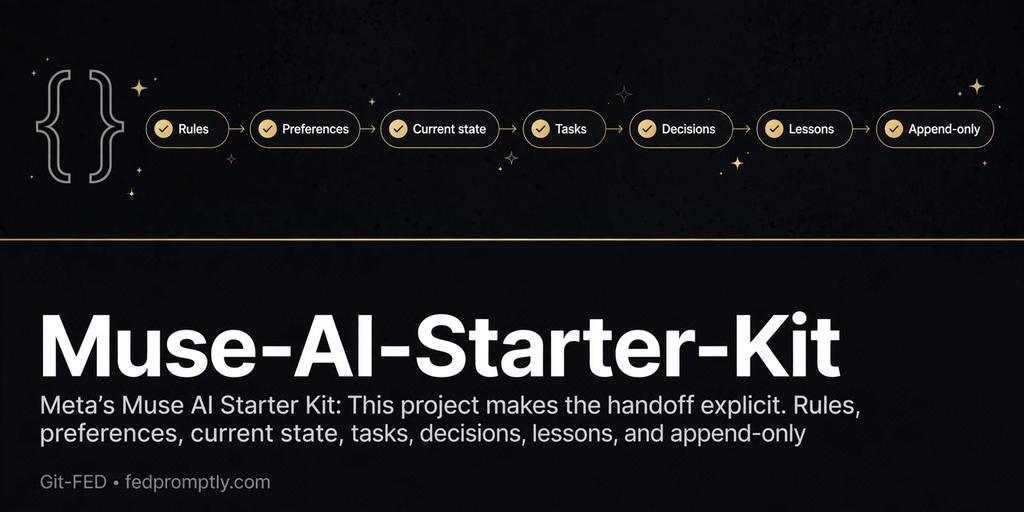 { }
Rules
Preferences
Current state
Tasks
Decisions
Lessons
Append-only
Muse-AI-Starter-Kit
Meta’s Muse AI Starter Kit: This project makes the handoff explicit. Rules,
preferences, current state, tasks, decisions, lessons, and append-only
Git-FED • fedpromptly.com